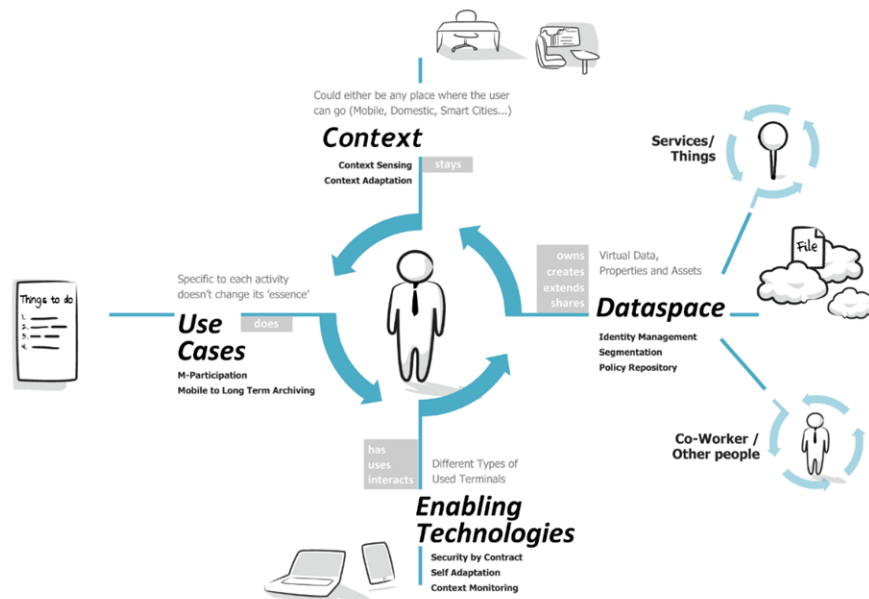 Could either be any place where the user
can go (Mobile, Domestic, Smart Cities...)
Context
Context Sensing
Context Adaptation
stays
Services/
Things
File
owns
creates
extends
shares
Virtual Data,
Properties and Assets
Dataspace
Identity Management
Segmentation
Policy Repository
Things to do
1.
2.
3.
4.
Specific to each activity
doesn't change its 'essence'
Use
Cases
does
M-Participation
Mobile to Long Term Archiving
Co-Worker /
Other people
has
uses
interacts
Different Types of
Used Terminals
Enabling
Technologies
Security by Contract
Self Adaptation
Context Monitoring